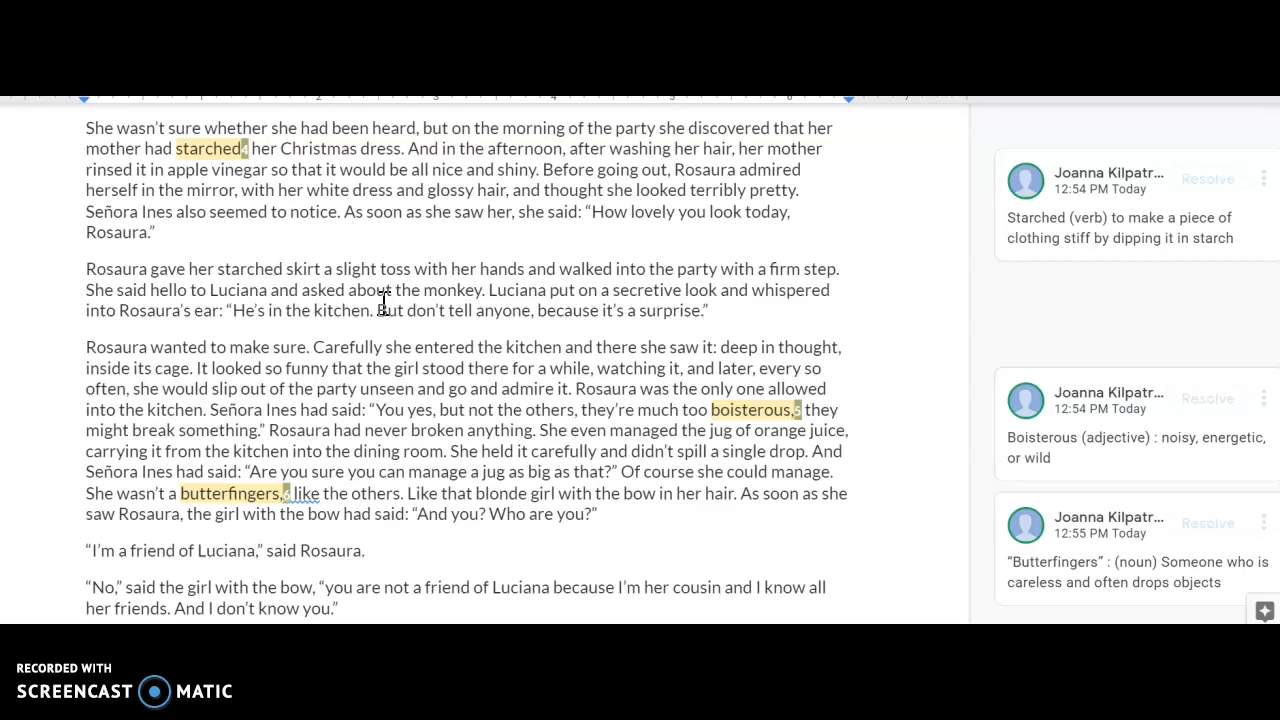 She wasn’t sure whether she had been heard, but on the morning of the party she discovered that her
mother had starched4 her Christmas dress. And in the afternoon, after washing her hair, her mother
rinsed it in apple vinegar so that it would be all nice and shiny. Before going out, Rosaura admired
herself in the mirror, with her white dress and glossy hair, and thought she looked terribly pretty.
Señora Ines also seemed to notice. As soon as she saw her, she said: “How lovely you look today,
Rosaura.”
Rosaura gave her starched skirt a slight toss with her hands and walked into the party with a firm step.
She said hello to Luciana and asked about the monkey. Luciana put on a secretive look and whispered
into Rosaura’s ear: “He’s in the kitchen. But don’t tell anyone, because it’s a surprise.”
Rosaura wanted to make sure. Carefully she entered the kitchen and there she saw it: deep in thought,
inside its cage. It looked so funny that the girl stood there for a while, watching it, and later, every so
often, she would slip out of the party unseen and go and admire it. Rosaura was the only one allowed
into the kitchen. Señora Ines had said: “You yes, but not the others, they’re much too boisterous,5 they
might break something.” Rosaura had never broken anything. She even managed the jug of orange juice,
carrying it from the kitchen into the dining room. She held it carefully and didn’t spill a single drop. And
Señora Ines had said: “Are you sure you can manage a jug as big as that?” Of course she could manage.
She wasn’t a butterfingers,6 like the others. Like that blonde girl with the bow in her hair. As soon as she
saw Rosaura, the girl with the bow had said: “And you? Who are you?”
“I’m a friend of Luciana,” said Rosaura.
“No,” said the girl with the bow, “you are not a friend of Luciana because I’m her cousin and I know all
her friends. And I don’t know you.”
Joanna Kilpatr... Resolve
12:54 PM Today
Starched (verb) to make a piece of
clothing stiff by dipping it in starch
Joanna Kilpatr... Resolve
12:54 PM Today
Boisterous (adjective) : noisy, energetic,
or wild
Joanna Kilpatr... Resolve
12:55 PM Today
“Butterfingers” : (noun) Someone who is
careless and often drops objects
RECORDED WITH
SCREENCAST MATIC